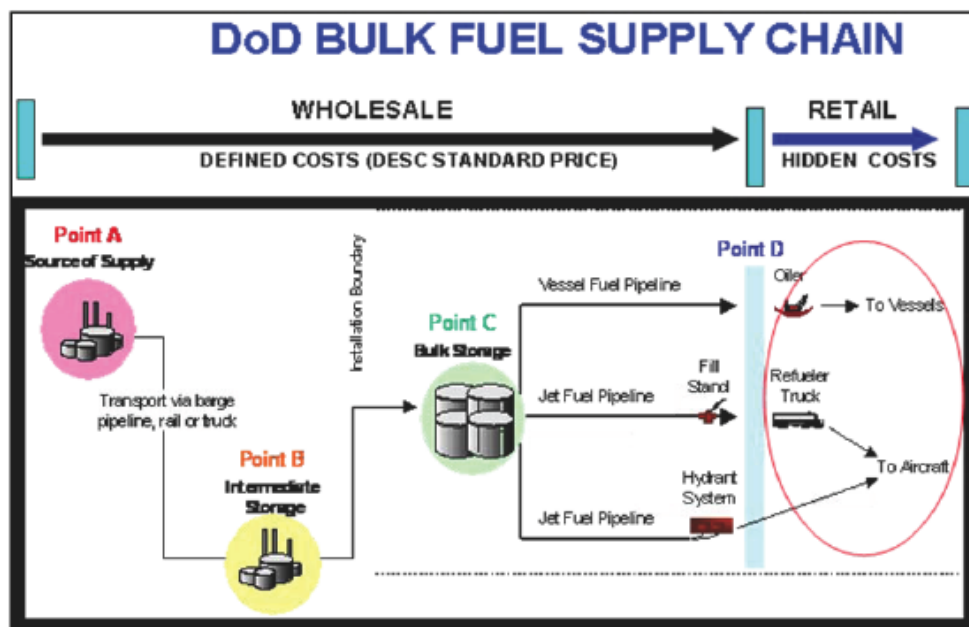 DoD BULK FUEL SUPPLY CHAIN
WHOLESALE
RETAIL
DEFINED COSTS (DESC STANDARD PRICE)
HIDDEN COSTS
Point A
Source of Supply
Transport via barge
pipeline, rail or truck
Point B
Intermediate
Storage
Installation Boundary
Point C
Bulk Storage
Vessel Fuel Pipeline
Jet Fuel Pipeline
Fill
Stand
Jet Fuel Pipeline
Hydrant
System
Point D
Oiler
To Vessels
Refueler
Truck
To Aircraft